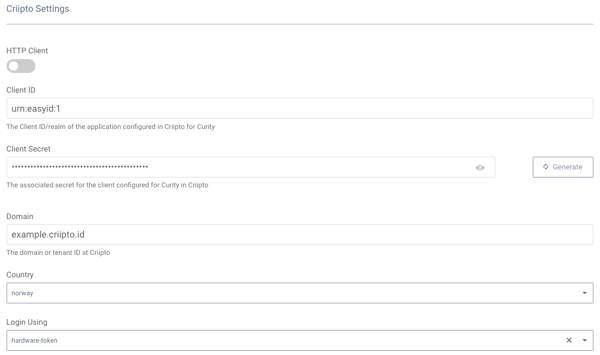 Criipto Settings
HTTP Client
Client ID
urn:easyid:1
The Client ID/realm of the application configured in Criipto for Curity
Client Secret
•••••••••••••••••••••••••••••••••••••••••••
Generate
The associated secret for the client configured for Curity in Criipto
Domain
example.criipto.id
The domain or tenant ID at Criipto
Country
norway
Login Using
hardware-token